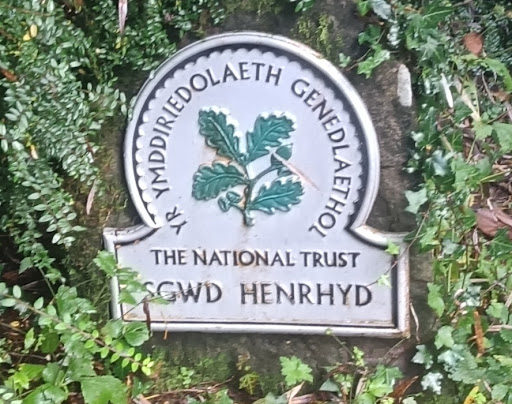 YR YMDDIRIEDOLAETH GENEDLAETHOL
THE NATIONAL TRUST
SGWD HENRHYD